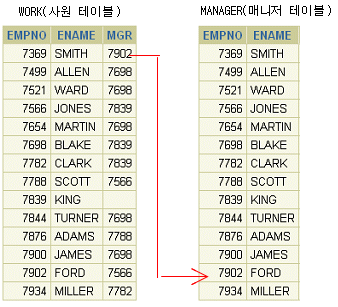 WORK(사원 테이블)
EMPNO ENAME MGR
7369 SMITH 7902
7499 ALLEN 7698
7521 WARD 7698
7566 JONES 7839
7654 MARTIN 7698
7698 BLAKE 7839
7782 CLARK 7839
7788 SCOTT 7566
7839 KING
7844 TURNER 7698
7876 ADAMS 7788
7900 JAMES 7698
7902 FORD 7566
7934 MILLER 7782
MANAGER(매니저 테이블)
EMPNO ENAME
7369 SMITH
7499 ALLEN
7521 WARD
7566 JONES
7654 MARTIN
7698 BLAKE
7782 CLARK
7788 SCOTT
7839 KING
7844 TURNER
7876 ADAMS
7900 JAMES
7902 FORD
7934 MILLER